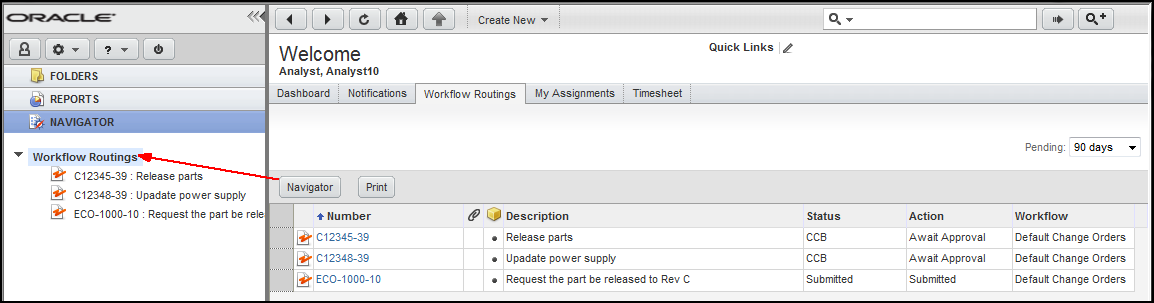 ORACLE
Create New
?
FOLDERS
REPORTS
NAVIGATOR
Workflow Routings
C12345-39 : Release parts
C12348-39 : Upadate power supply
ECO-1000-10 : Request the part be rele
Welcome
Quick Links
Analyst, Analyst10
Dashboard Notifications Workflow Routings My Assignments Timesheet
Pending: 90 days
Navigator Print
Number Description Status Action Workflow
C12345-39 Release parts CCB Await Approval Default Change Orders
C12348-39 Upadate power supply CCB Await Approval Default Change Orders
ECO-1000-10 Request the part be released to Rev C Submitted Submitted Default Change Orders